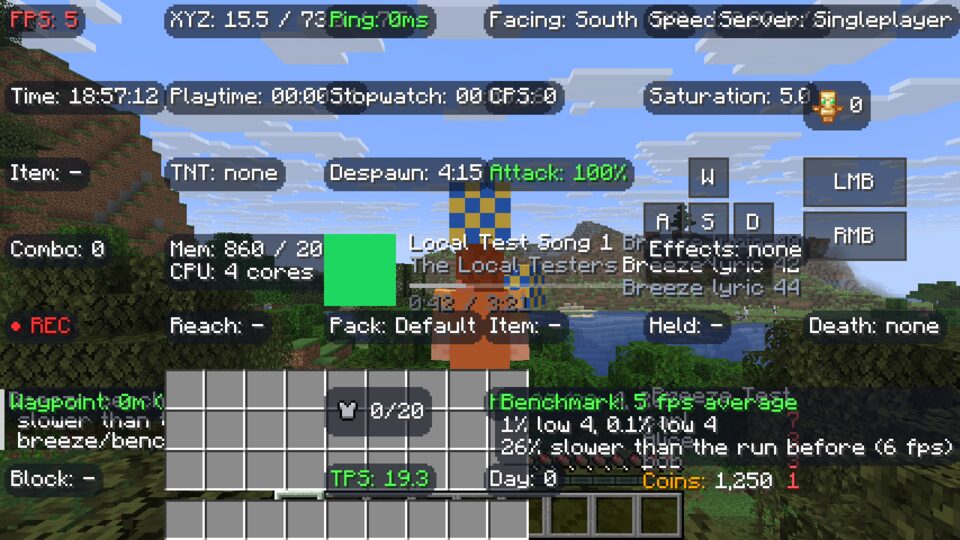 FPS: 5
XYZ: 15.5 / 73
Ping: 0ms
Facing: South
Speed
Server: Singleplayer
Time: 18:57:12
Playtime: 00:00
Stopwatch: 00
CPS: 0
Saturation: 5.0
0
Item: -
TNT: none
Despawn: 4:15
Attack: 100%
W
LMB
A
S
D
RMB
Combo: 0
Mem: 860 / 20
CPU: 4 cores
Local Test Song 1
The Local Testers
0:42 / 3:21
Effects: none
Breeze lyric 42
Breeze lyric 44
REC
Reach: -
Pack: Default
Item: -
Held: -
Death: none
Waypoint: 0m
slower than
breeze/benc
0/20
Breeze Test
Benchmark: 5 fps average
1% low 4, 0.1% low 4
26% slower than the run before (6 fps)
Block: -
TPS: 19.3
Day: 0
Coins: 1,250
1